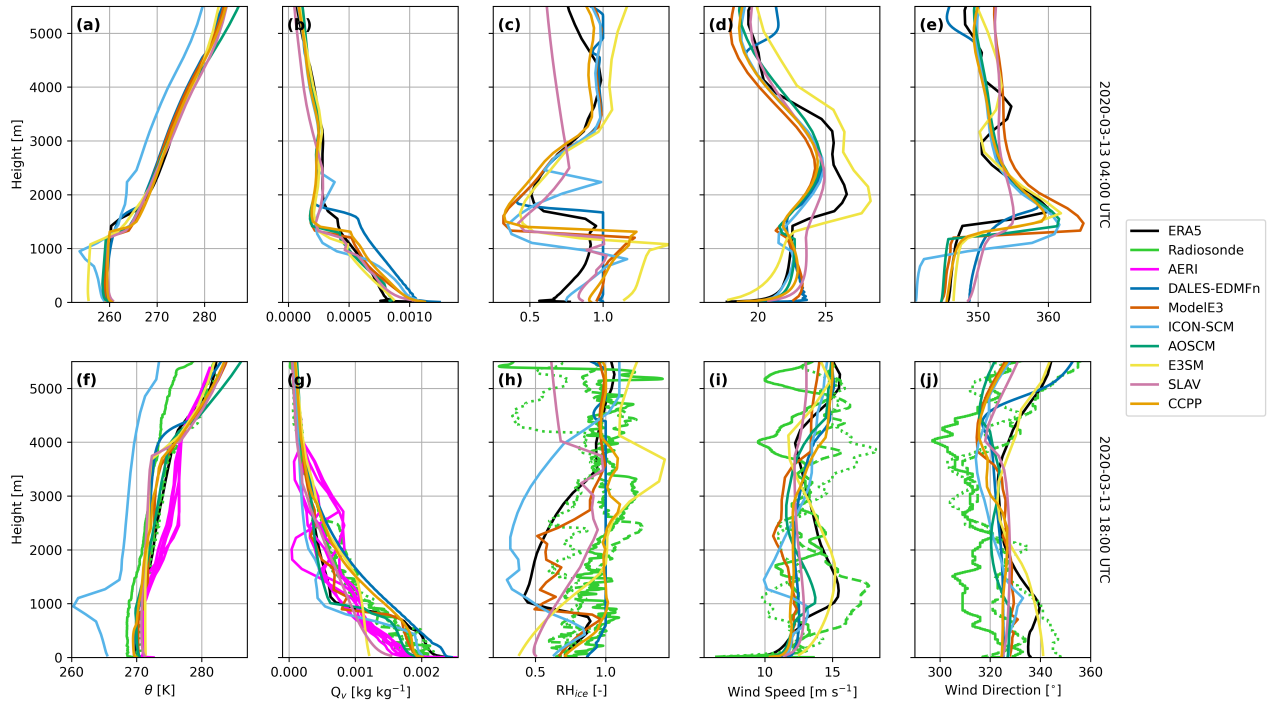 (a) (b) (c) (d) (e)
5000
4000
3000
2000
1000
0
Height [m]
260 270 280
0.0000 0.0005 0.0010
0.5 1.0
20 25
350 360
2020-03-13 04:00 UTC
ERA5
Radiosonde
AERI
DALES-EDMFn
ModelE3
ICON-SCM
AOSCM
E3SM
SLAV
CCPP
(f) (g) (h) (i) (j)
5000
4000
3000
2000
1000
0
Height [m]
260 270 280
0.000 0.001 0.002
0.5 1.0
10 15
300 320 340 360
θ [K]
Qv [kg kg⁻¹]
RHice [-]
Wind Speed [m s⁻¹]
Wind Direction [°]
2020-03-13 18:00 UTC